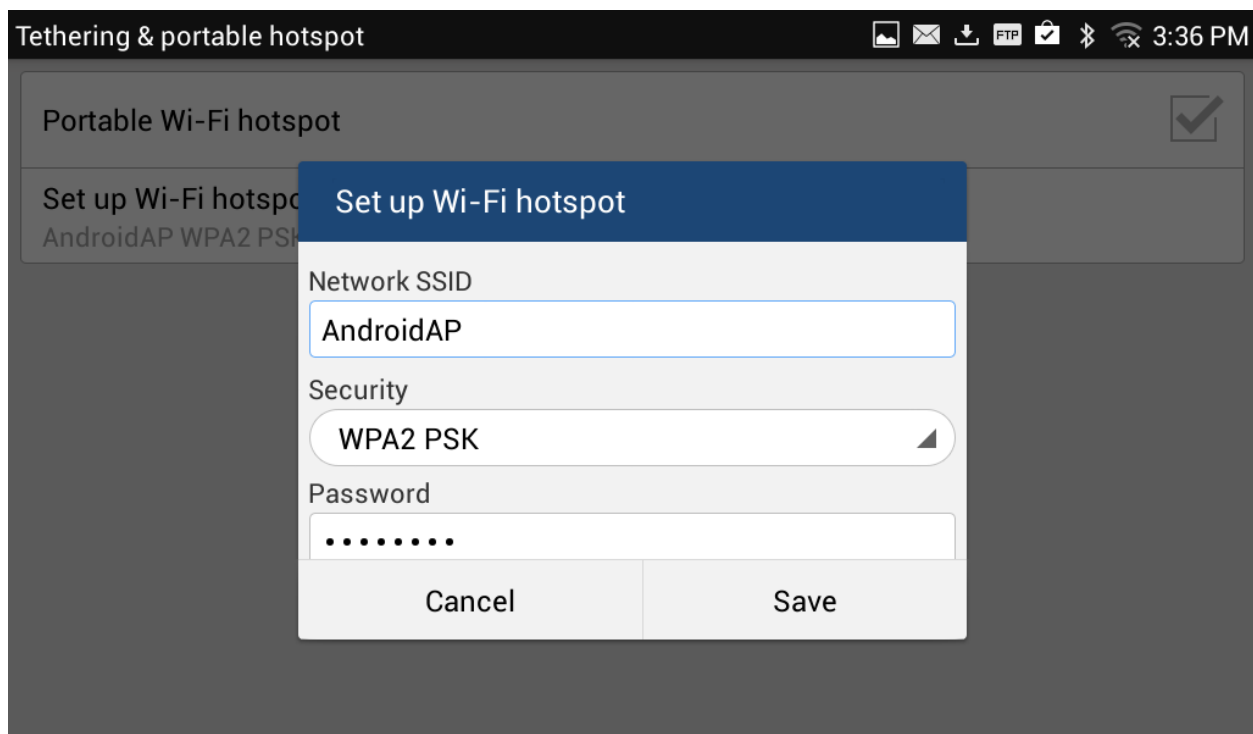 Tethering & portable hotspot
FTP
3:36 PM
Portable Wi-Fi hotspot
Set up Wi-Fi hotspo
AndroidAP WPA2 PSK
Set up Wi-Fi hotspot
Network SSID
AndroidAP
Security
WPA2 PSK
Password
••••••••
Cancel
Save